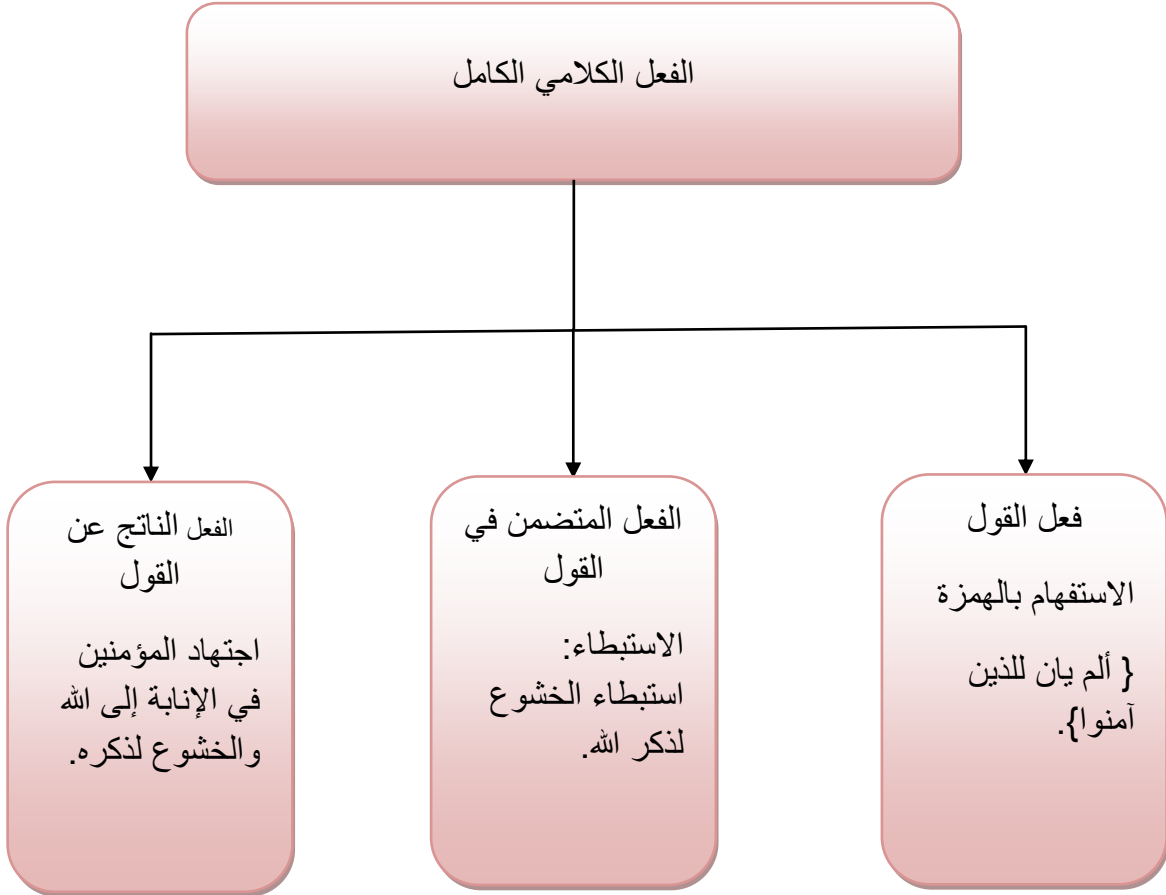 الفعل الكلامي الكامل
فعل القول
الاستفهام بالهمزة
{ ألم يان للذين
آمنوا}.
الفعل المتضمن في
القول
الاستبطاء:
استبطاء الخشوع
لذكر الله.
الفعل الناتج عن
القول
اجتهاد المؤمنين
في الإنابة إلى الله
والخشوع لذكره.